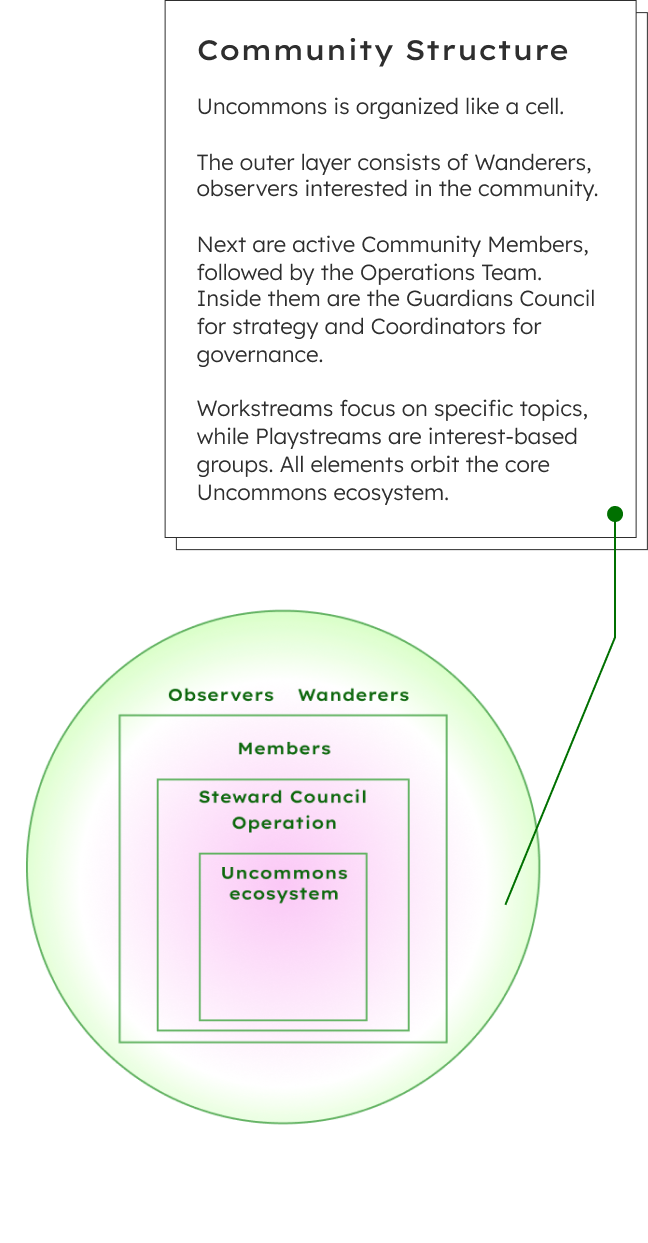 Community Structure
Uncommons is organized like a cell.
The outer layer consists of Wanderers,
observers interested in the community.
Next are active Community Members,
followed by the Operations Team.
Inside them are the Guardians Council
for strategy and Coordinators for
governance.
Workstreams focus on specific topics,
while Playstreams are interest-based
groups. All elements orbit the core
Uncommons ecosystem.
Observers Wanderers
Members
Steward Council
Operation
Uncommons
ecosystem